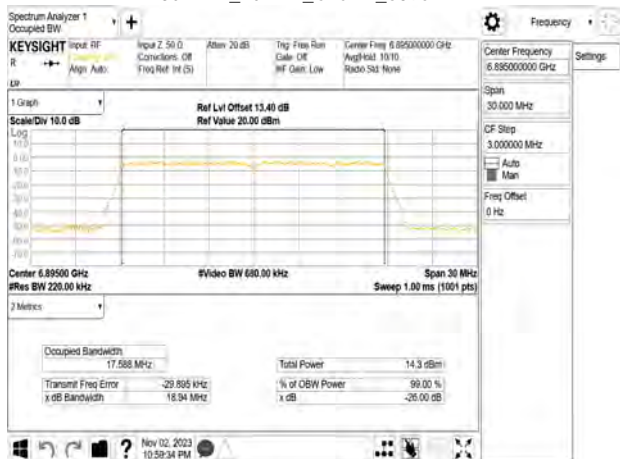 Spectrum Analyzer 1
Occupied BW
Frequency
KEYSIGHT
Input: RF
Input Z: 50 Ω
Atten: 20 dB
Trig: Free Run
Center Freq: 6.895000000 GHz
R
Corrections: Off
Gate: Off
Avg|Hold: 10/10
Align: Auto
Freq Ref: Int (S)
#IF Gain: Low
Radio Std: None
Center Frequency
6.895000000 GHz
Settings
Span
30.000 MHz
CF Step
3.000000 MHz
Auto
Man
Freq Offset
0 Hz
1 Graph
Scale/Div 10.0 dB
Ref Lvl Offset 13.40 dB
Ref Value 20.00 dBm
Log
Center 6.89500 GHz
#Video BW 680.00 kHz
Span 30 MHz
#Res BW 220.00 kHz
Sweep 1.00 ms (1001 pts)
2 Metrics
Occupied Bandwidth
17.588 MHz
Total Power
14.3 dBm
Transmit Freq Error
-29.895 kHz
% of OBW Power
99.00 %
x dB Bandwidth
18.94 MHz
x dB
-26.00 dB
Nov 02, 2023
10:59:34 PM